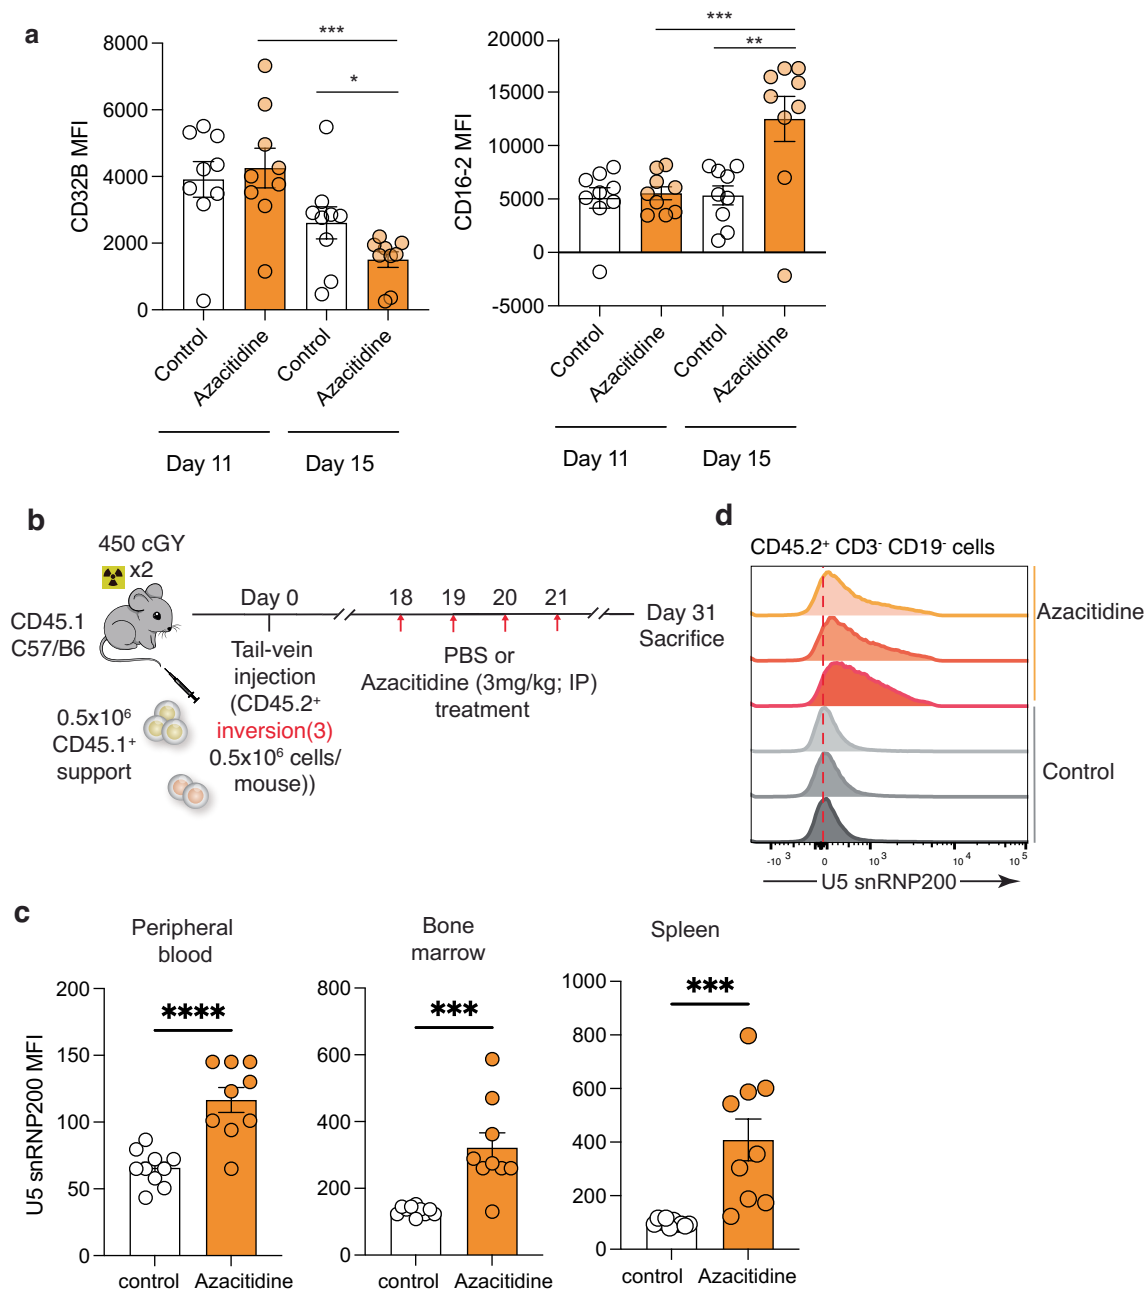 a
***
*
8000
6000
4000
2000
0
CD32B MFI
Control
Azacitidine
Control
Azacitidine
Day 11
Day 15
***
**
20000
15000
10000
5000
0
-5000
CD16-2 MFI
Control
Azacitidine
Control
Azacitidine
Day 11
Day 15
b
450 cGY
x2
CD45.1
C57/B6
0.5x10⁶
CD45.1⁺
support
Day 0
Tail-vein
injection
(CD45.2⁺
inversion(3)
0.5x10⁶ cells/
mouse))
18 19 20 21
PBS or
Azacitidine (3mg/kg; IP)
treatment
Day 31
Sacrifice
d
CD45.2⁺ CD3⁻ CD19⁻ cells
Azacitidine
Control
-10³ 0 10³ 10⁴ 10⁵
U5 snRNP200
c
Peripheral
blood
****
200
150
100
50
0
U5 snRNP200 MFI
control Azacitidine
Bone
marrow
***
800
600
400
200
0
control Azacitidine
Spleen
***
1000
800
600
400
200
0
control Azacitidine